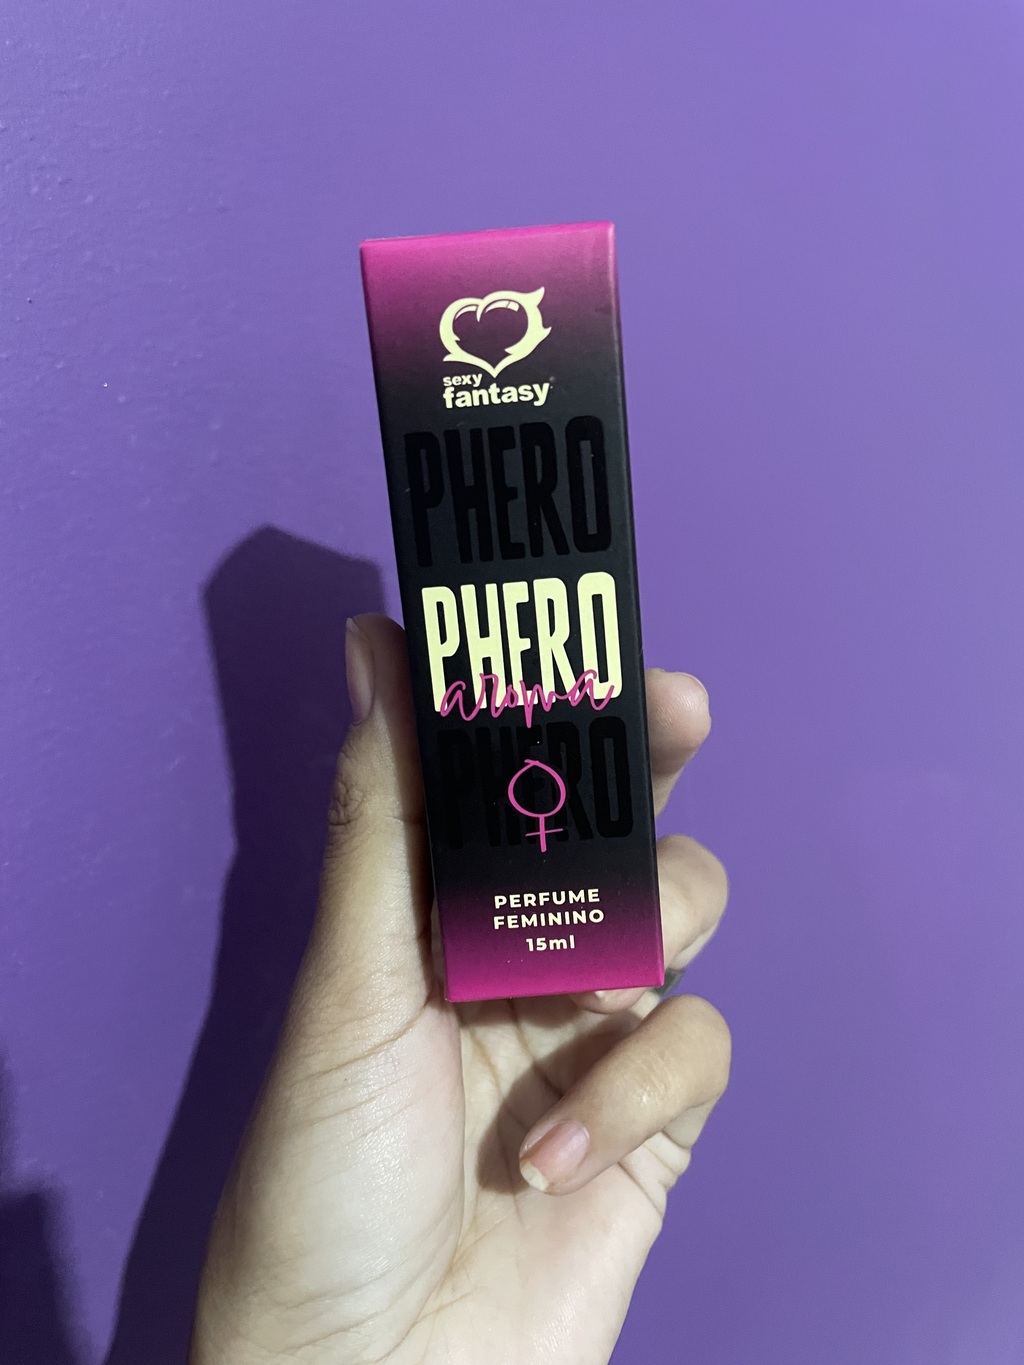 sexy
fantasy
PHERO
PHERO
aroma
PHERO
PERFUME
FEMININO
15ml